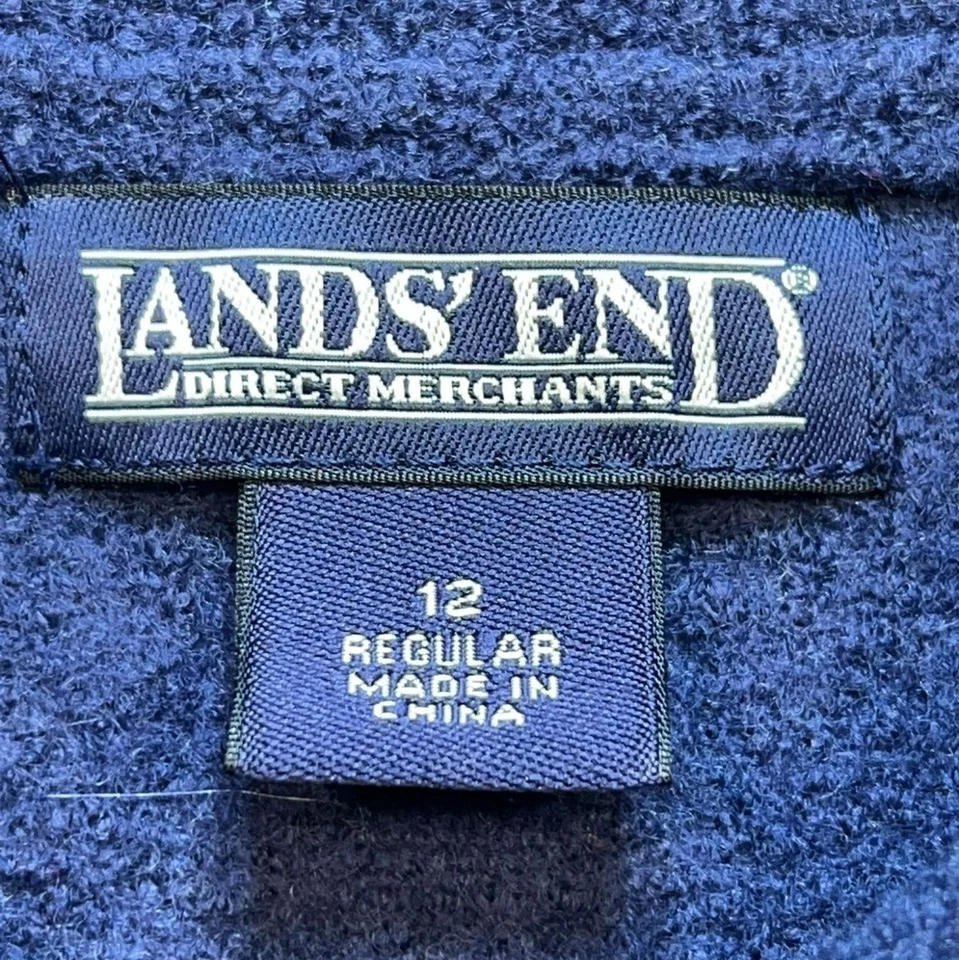 LANDS' END®
DIRECT MERCHANTS
12
REGULAR
MADE IN
CHINA